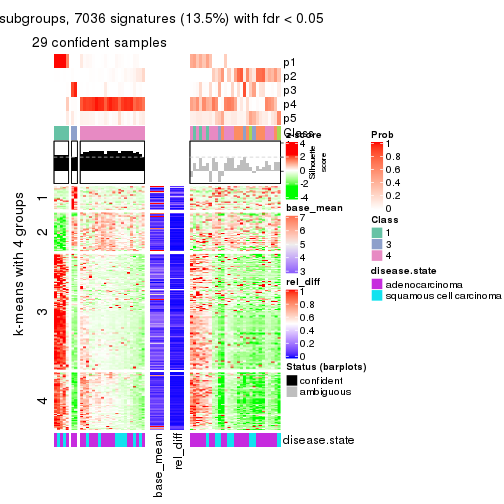 subgroups, 7036 signatures (13.5%) with fdr < 0.05
29 confident samples
p1
p2
p3
p4
p5
Class
Silhouette
score
k-means with 4 groups
1
2
3
4
base_mean
rel_diff
disease.state
z-score
4
2
0
-2
-4
base_mean
7
6
5
4
3
rel_diff
1
0.8
0.6
0.4
0.2
0
Status (barplots)
confident
ambiguous
Prob
1
0.8
0.6
0.4
0.2
0
Class
1
3
4
disease.state
adenocarcinoma
squamous cell carcinoma